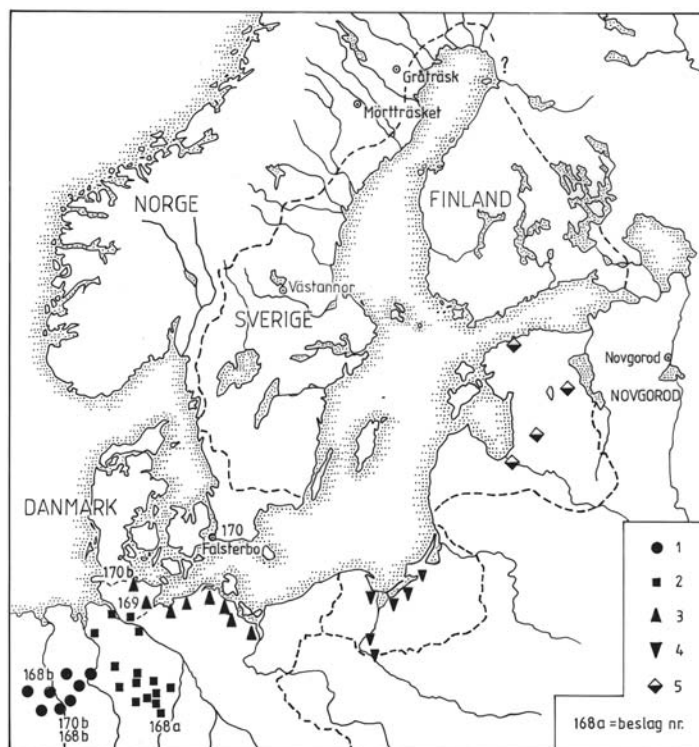 Gråträsk
?
Mörtträsket
NORGE
FINLAND
Västannor
SVERIGE
Novgorod
NOVGOROD
DANMARK
170
Falsterbo
170 b
169
168 b
170 b
168 b
168 a
1
2
3
4
5
168a = beslag nr.